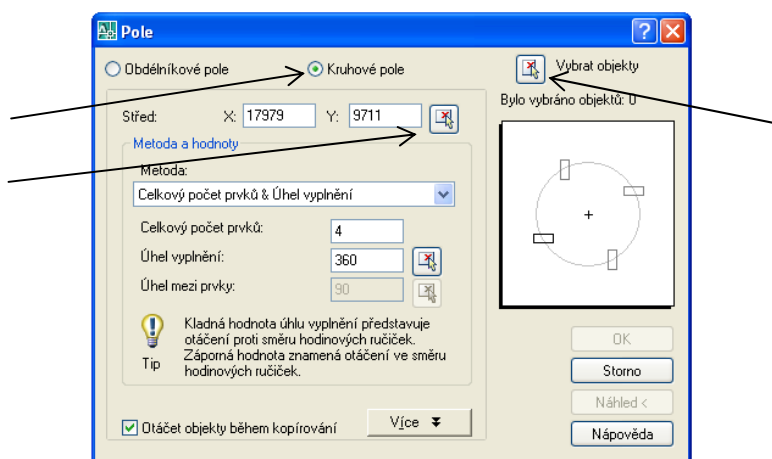 Pole
Obdélníkové pole
Kruhové pole
Vybrat objekty
Bylo vybráno objektů: 0
Střed: X: 17979 Y: 9711
Metoda a hodnoty
Metoda:
Celkový počet prvků & Úhel vyplnění
Celkový počet prvků: 4
Úhel vyplnění: 360
Úhel mezi prvky: 90
Tip
Kladná hodnota úhlu vyplnění představuje
otáčení proti směru hodinových ručiček.
Záporná hodnota znamená otáčení ve směru
hodinových ručiček.
Otáčet objekty během kopírování
Více
OK
Storno
Náhled <
Nápověda